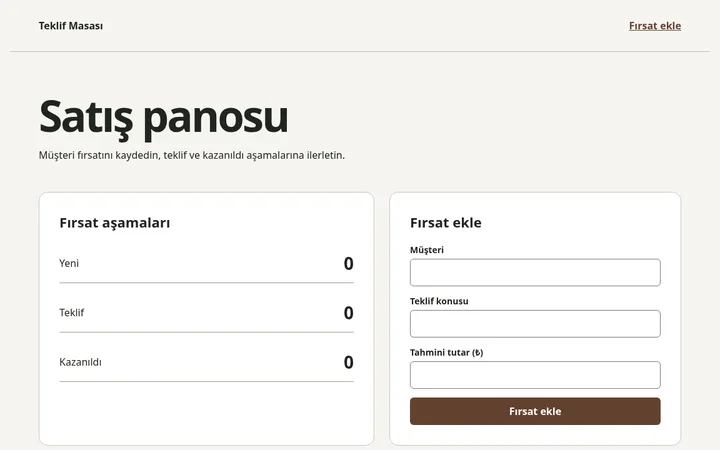 Teklif Masası
Fırsat ekle
Satış panosu
Müşteri fırsatını kaydedin, teklif ve kazanıldı aşamalarına ilerletin.
Fırsat aşamaları
Yeni 0
Teklif 0
Kazanıldı 0
Fırsat ekle
Müşteri
Teklif konusu
Tahmini tutar (₺)
Fırsat ekle